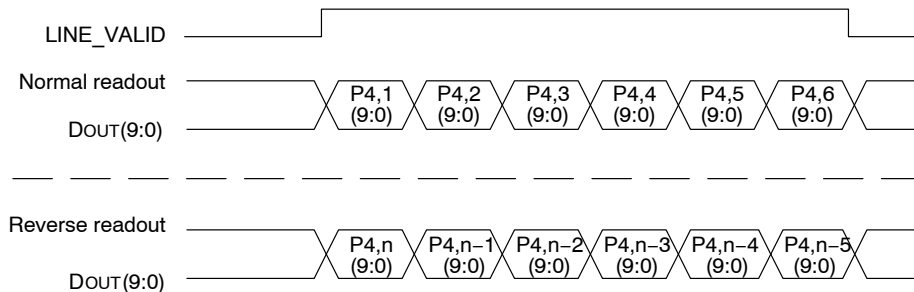 LINE_VALID
Normal readout
P4,1 P4,2 P4,3 P4,4 P4,5 P4,6
(9:0) (9:0) (9:0) (9:0) (9:0) (9:0)
DOUT(9:0)
Reverse readout
P4,n P4,n−1 P4,n−2 P4,n−3 P4,n−4 P4,n−5
(9:0) (9:0) (9:0) (9:0) (9:0) (9:0)
DOUT(9:0)